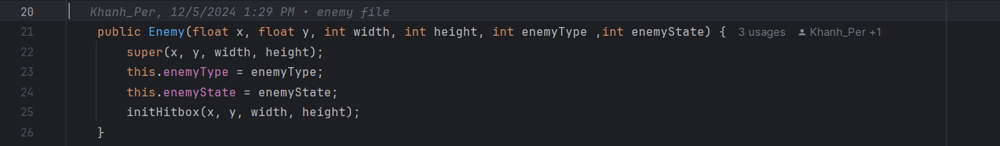 20 Khanh_Per, 12/5/2024 1:29 PM • enemy file
21 public Enemy(float x, float y, int width, int height, int enemyType ,int enemyState) { 3 usages Khanh_Per +1
22 super(x, y, width, height);
23 this.enemyType = enemyType;
24 this.enemyState = enemyState;
25 initHitbox(x, y, width, height);
26 }